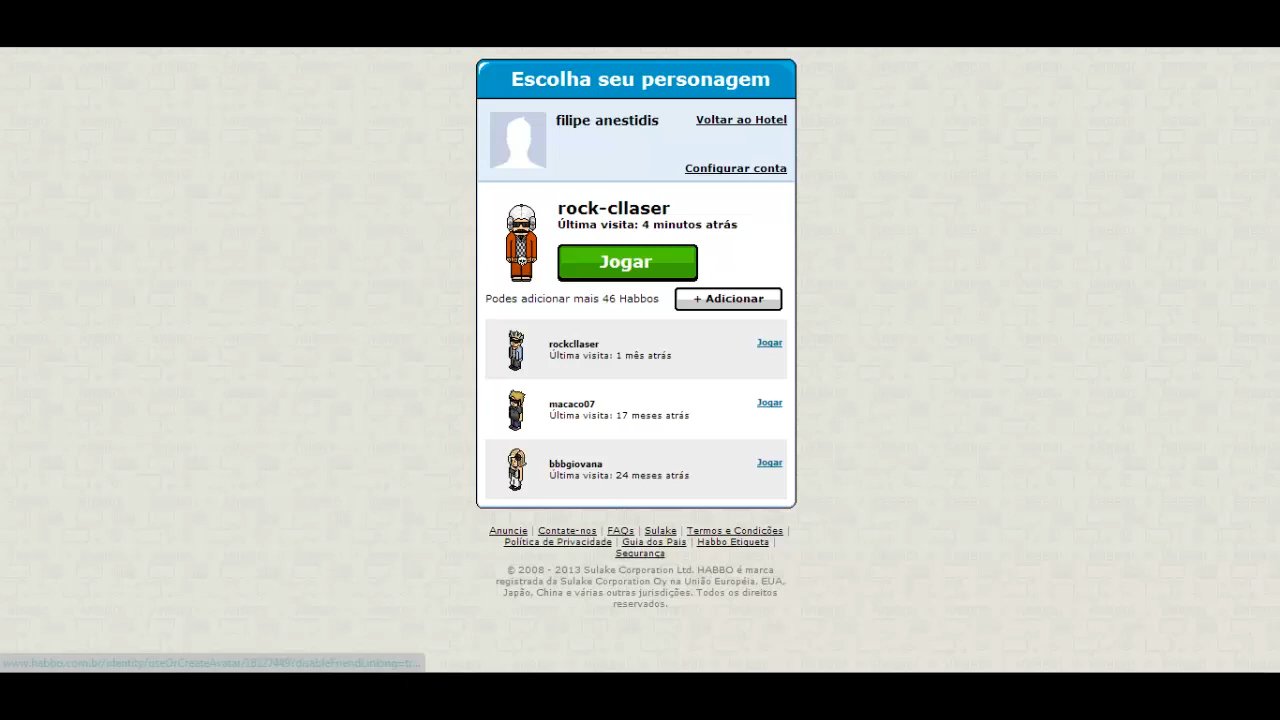 Escolha seu personagem
filipe anestidis
Voltar ao Hotel
Configurar conta
rock-cllaser
Última visita: 4 minutos atrás
Jogar
Podes adicionar mais 46 Habbos
+ Adicionar
rockcllaser
Jogar
Última visita: 1 mês atrás
macaco07
Jogar
Última visita: 17 meses atrás
bbbgiovana
Jogar
Última visita: 24 meses atrás
Anuncie | Contate-nos | FAQs | Sulake | Termos e Condições |
Política de Privacidade | Guia dos Pais | Habbo Etiqueta |
Segurança
© 2008 - 2013 Sulake Corporation Ltd. HABBO é marca
registrada da Sulake Corporation Oy na União Européia, EUA,
Japão, China e várias outras jurisdições. Todos os direitos
reservados.